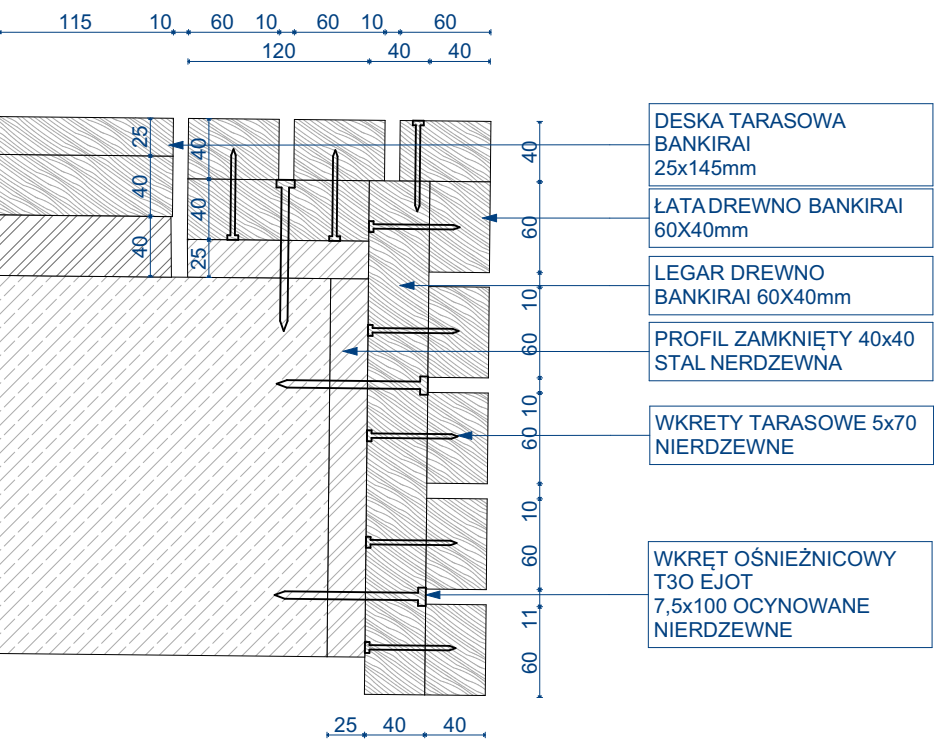 115 10 60 10 60 10 60
120 40 40
DESKA TARASOWA
BANKIRAI
25x145mm
ŁATA DREWNO BANKIRAI
60X40mm
LEGAR DREWNO
BANKIRAI 60X40mm
PROFIL ZAMKNIĘTY 40x40
STAL NERDZEWNA
WKRETY TARASOWE 5x70
NIERDZEWNE
WKRĘT OŚNIEŻNICOWY
T3O EJOT
7,5x100 OCYNOWANE
NIERDZEWNE
25
40
40
40
40
25
40
60
10
60
10
60
10
60
11
60
25 40 40